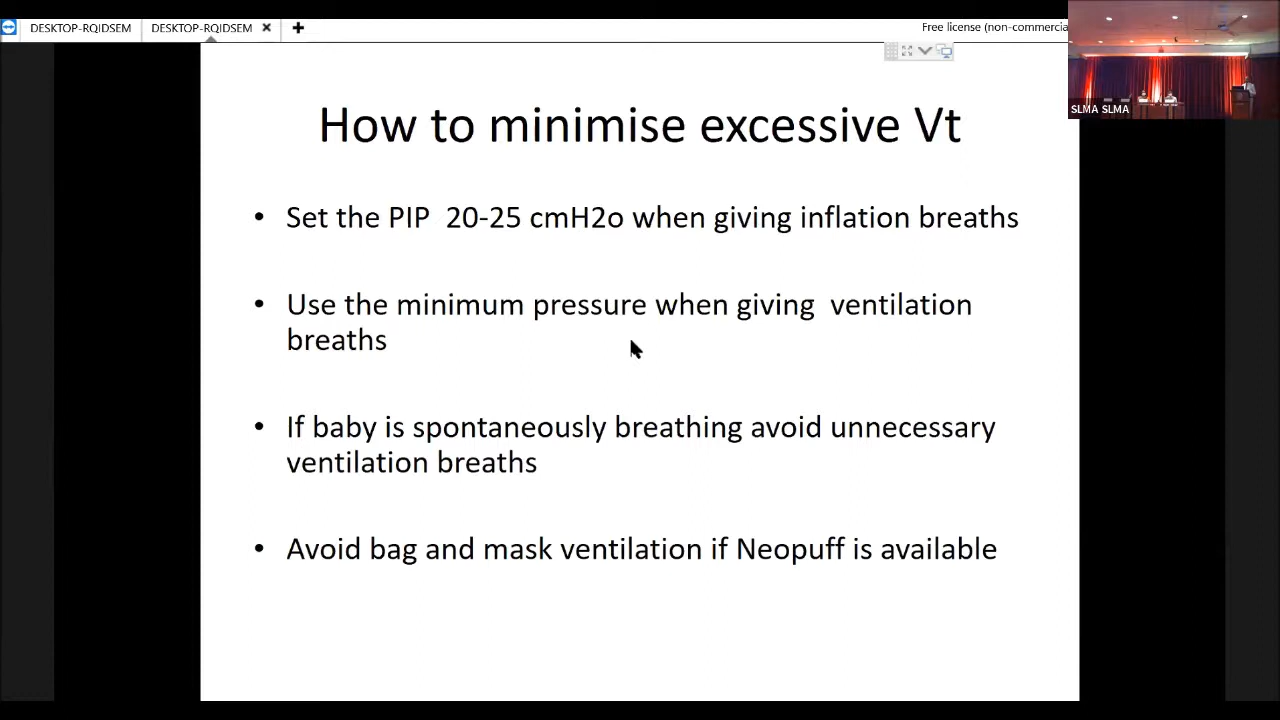 DESKTOP-RQIDSEM
DESKTOP-RQIDSEM
Free license (non-commercia
SLMA SLMA
How to minimise excessive Vt
• Set the PIP 20-25 cmH2o when giving inflation breaths
• Use the minimum pressure when giving ventilation
breaths
• If baby is spontaneously breathing avoid unnecessary
ventilation breaths
• Avoid bag and mask ventilation if Neopuff is available